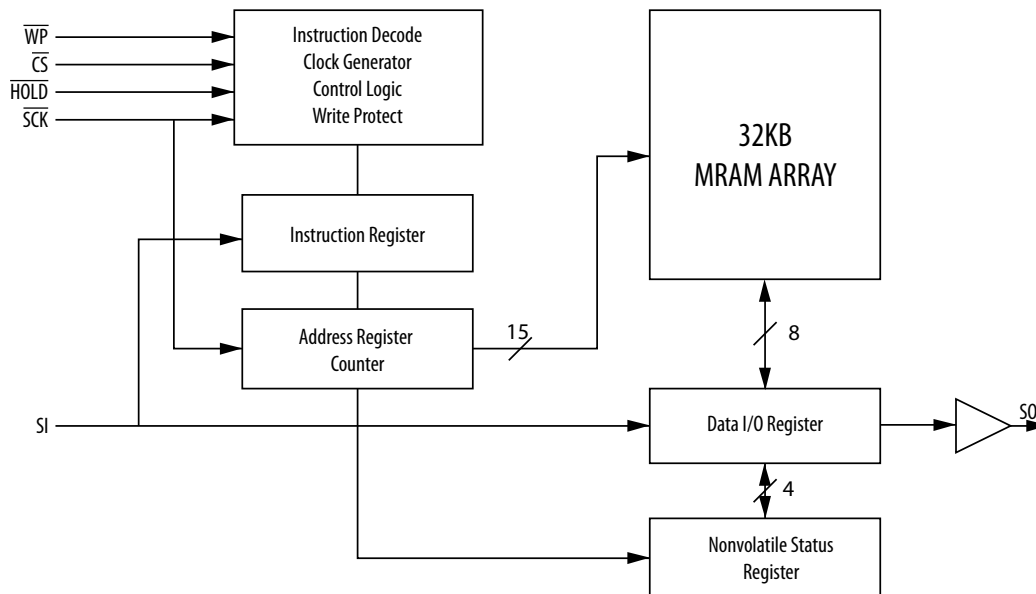 WP
CS
HOLD
SCK
Instruction Decode
Clock Generator
Control Logic
Write Protect
32KB
MRAM ARRAY
Instruction Register
Address Register
Counter
15
8
SI
Data I/O Register
SO
4
Nonvolatile Status
Register